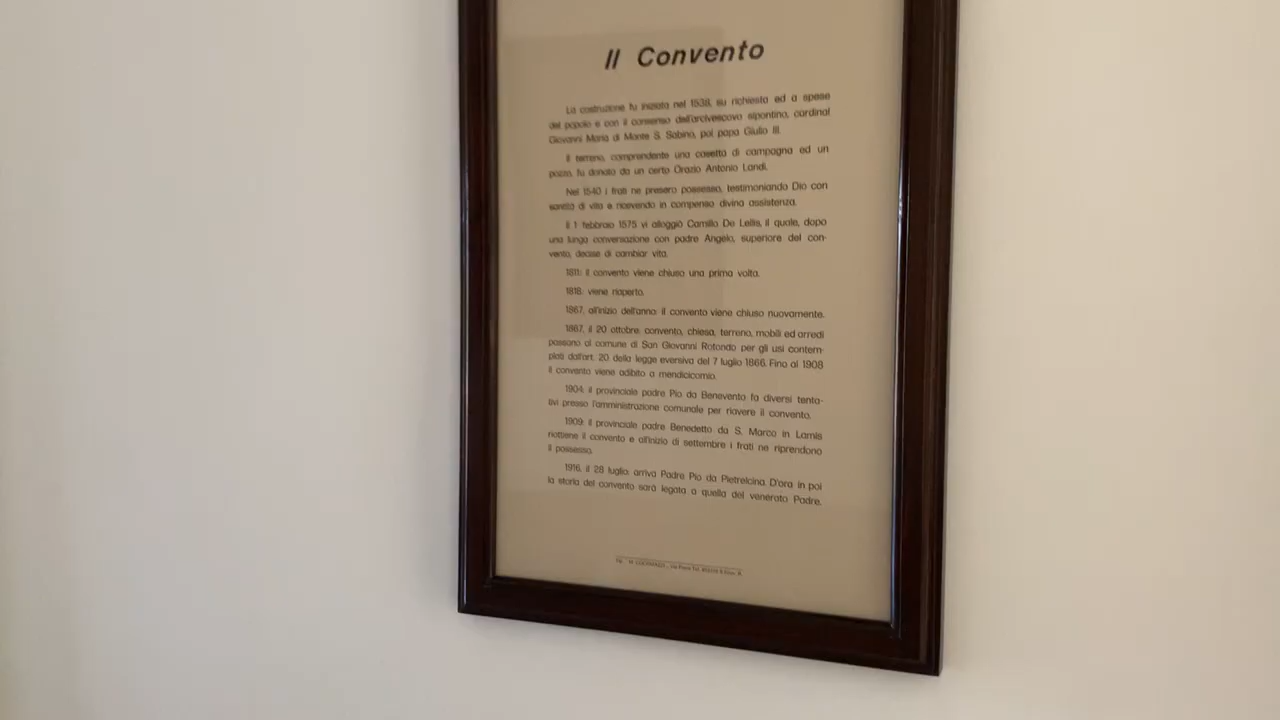 Il Convento
La costruzione fu iniziata nel 1538, su richiesta ed a spese
del popolo e con il consenso dell'arcivescovo sipontino, cardinal
Giovanni Maria di Monte S. Sabino, poi papa Giulio III.
Il terreno, comprendente una casetta di campagna ed un
pozzo, fu donato da un certo Orazio Antonio Landi.
Nel 1540 i frati ne presero possesso, testimoniando Dio con
santità di vita e ricevendo in compenso divina assistenza.
Il 1 febbraio 1575 vi alloggiò Camillo De Lellis, il quale, dopo
una lunga conversazione con padre Angelo, superiore del con-
vento, decise di cambiar vita.
1811: il convento viene chiuso una prima volta.
1818: viene riaperto.
1867, all'inizio dell'anno: il convento viene chiuso nuovamente.
1867, il 20 ottobre: convento, chiesa, terreno, mobili ed arredi
passano al comune di San Giovanni Rotondo per gli usi contem-
plati dall'art. 20 della legge eversiva del 7 luglio 1866. Fino al 1908
il convento viene adibito a mendicicomio.
1904: il provinciale padre Pio da Benevento fa diversi tenta-
tivi presso l'amministrazione comunale per riavere il convento.
1909: il provinciale padre Benedetto da S. Marco in Lamis
riottiene il convento e all'inizio di settembre i frati ne riprendono
il possesso.
1916, il 28 luglio: arriva Padre Pio da Pietrelcina. D'ora in poi
la storia del convento sarà legata a quella del venerato Padre.